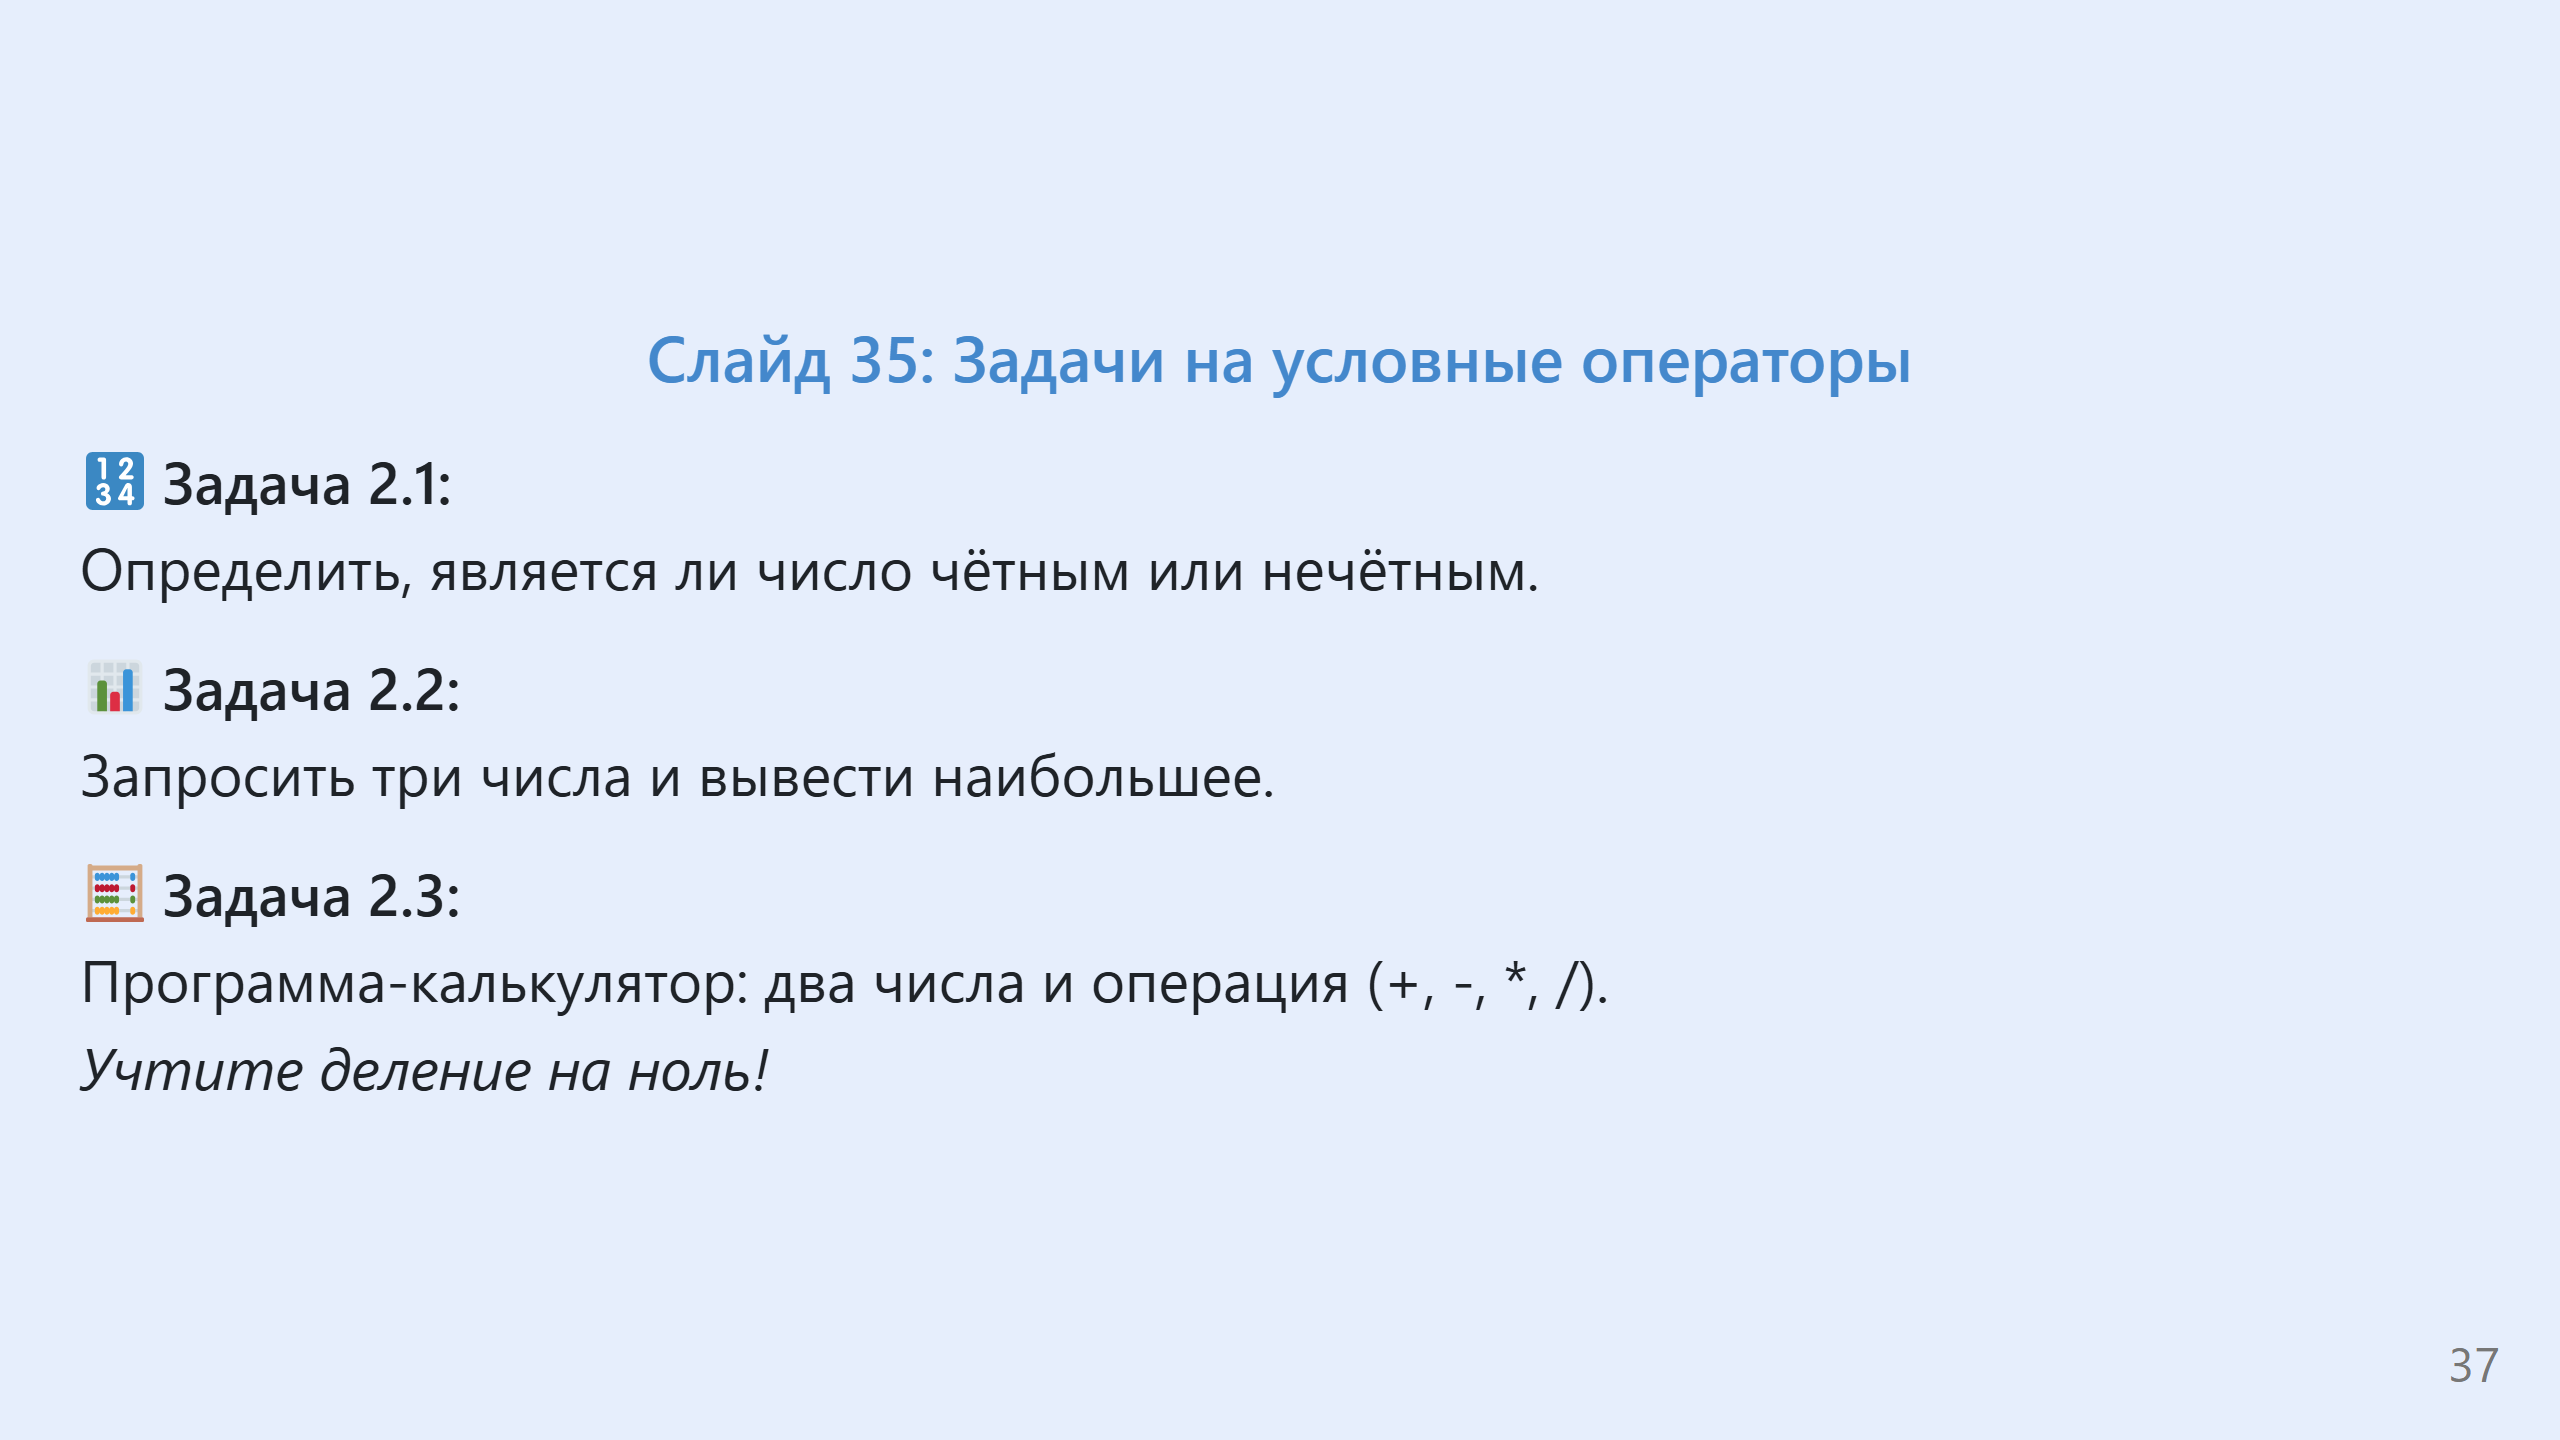 Слайд 35: Задачи на условные операторы
🔢 Задача 2.1:
Определить, является ли число чётным или нечётным.
📊 Задача 2.2:
Запросить три числа и вывести наибольшее.
🧮 Задача 2.3:
Программа-калькулятор: два числа и операция (+, -, *, /).
Учтите деление на ноль!
37